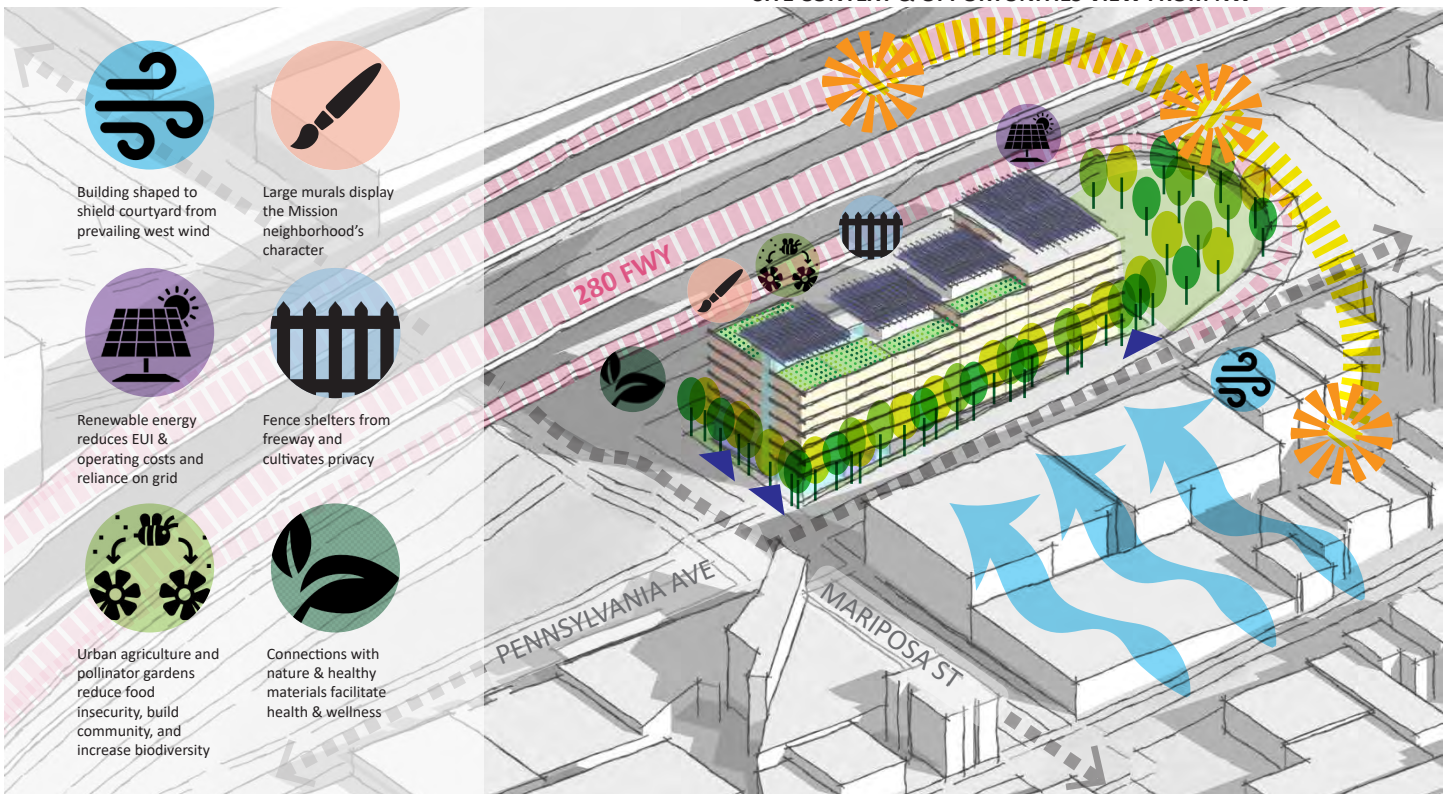 Building shaped to
shield courtyard from
prevailing west wind
Large murals display
the Mission
neighborhood's
character
Renewable energy
reduces EUI &
operating costs and
reliance on grid
Fence shelters from
freeway and
cultivates privacy
Urban agriculture and
pollinator gardens
reduce food
insecurity, build
community, and
increase biodiversity
Connections with
nature & healthy
materials facilitate
health & wellness
280 FWY
PENNSYLVANIA AVE
MARIPOSA ST